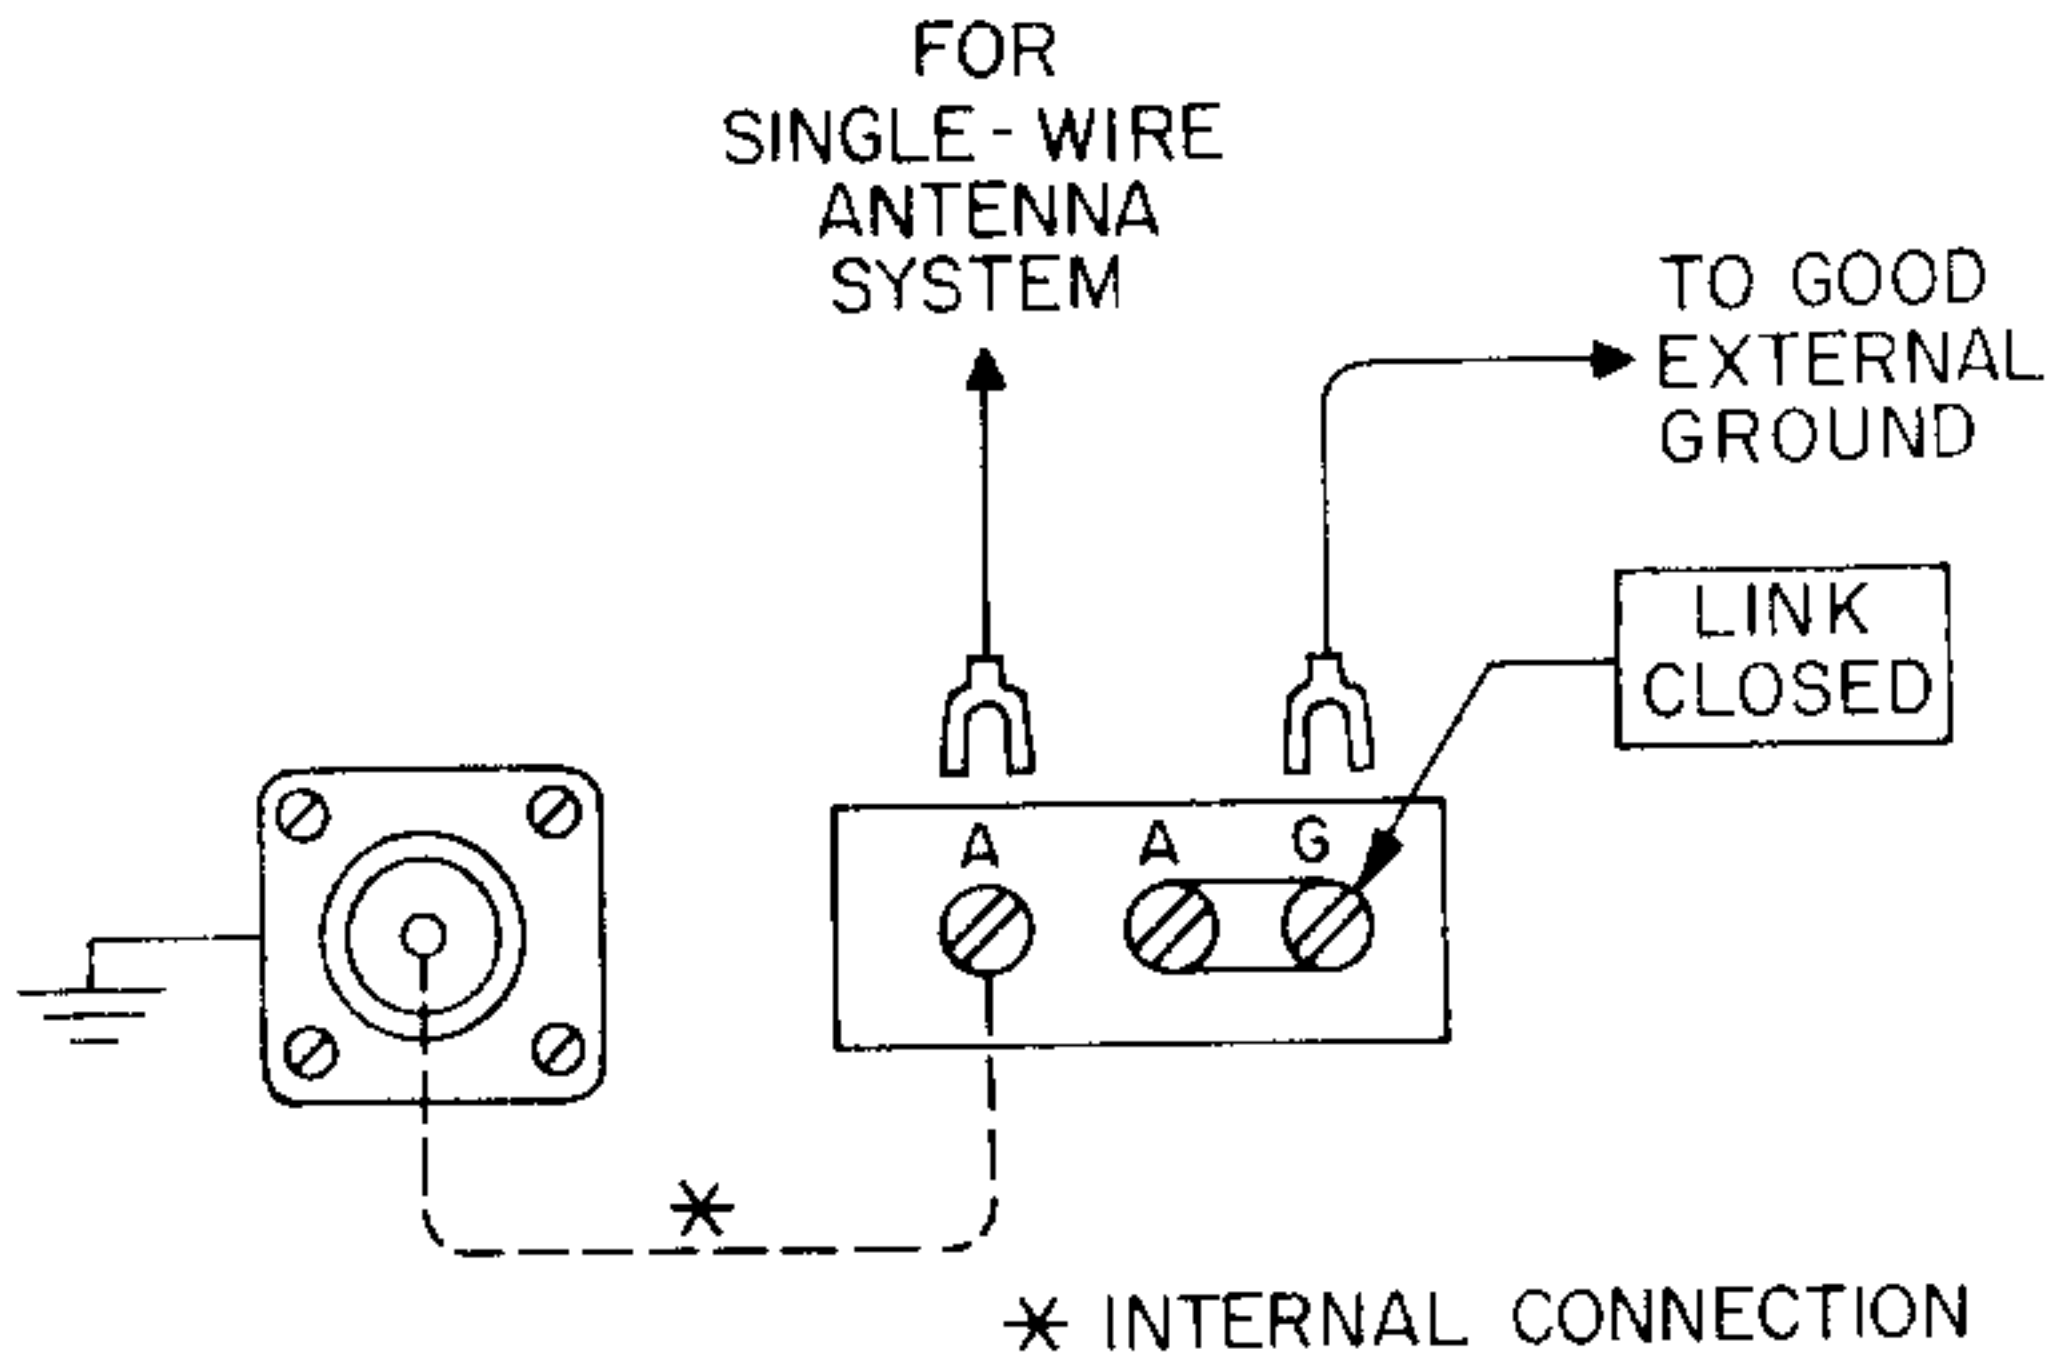 FOR
SINGLE-WIRE
ANTENNA
SYSTEM
TO GOOD
EXTERNAL
GROUND
LINK
CLOSED
A A G
*
* INTERNAL CONNECTION